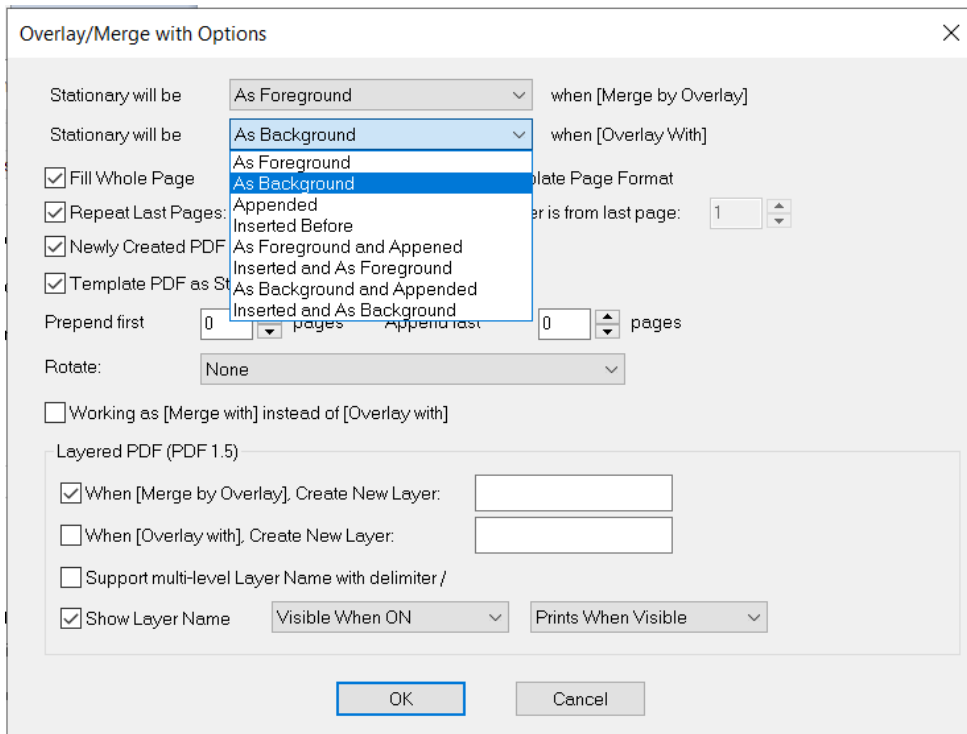 Overlay/Merge with Options
Stationary will be As Foreground when [Merge by Overlay]
Stationary will be As Background when [Overlay With]
As Foreground
Fill Whole Page As Background plate Page Format
Appended
Repeat Last Pages: Inserted Before er is from last page: 1
Newly Created PDF As Foreground and Appened
Inserted and As Foreground
Template PDF as St As Background and Appended
Inserted and As Background
Prepend first 0 pages Append last 0 pages
Rotate: None
Working as [Merge with] instead of [Overlay with]
Layered PDF (PDF 1.5)
When [Merge by Overlay], Create New Layer:
When [Overlay with], Create New Layer:
Support multi-level Layer Name with delimiter /
Show Layer Name Visible When ON Prints When Visible
OK Cancel